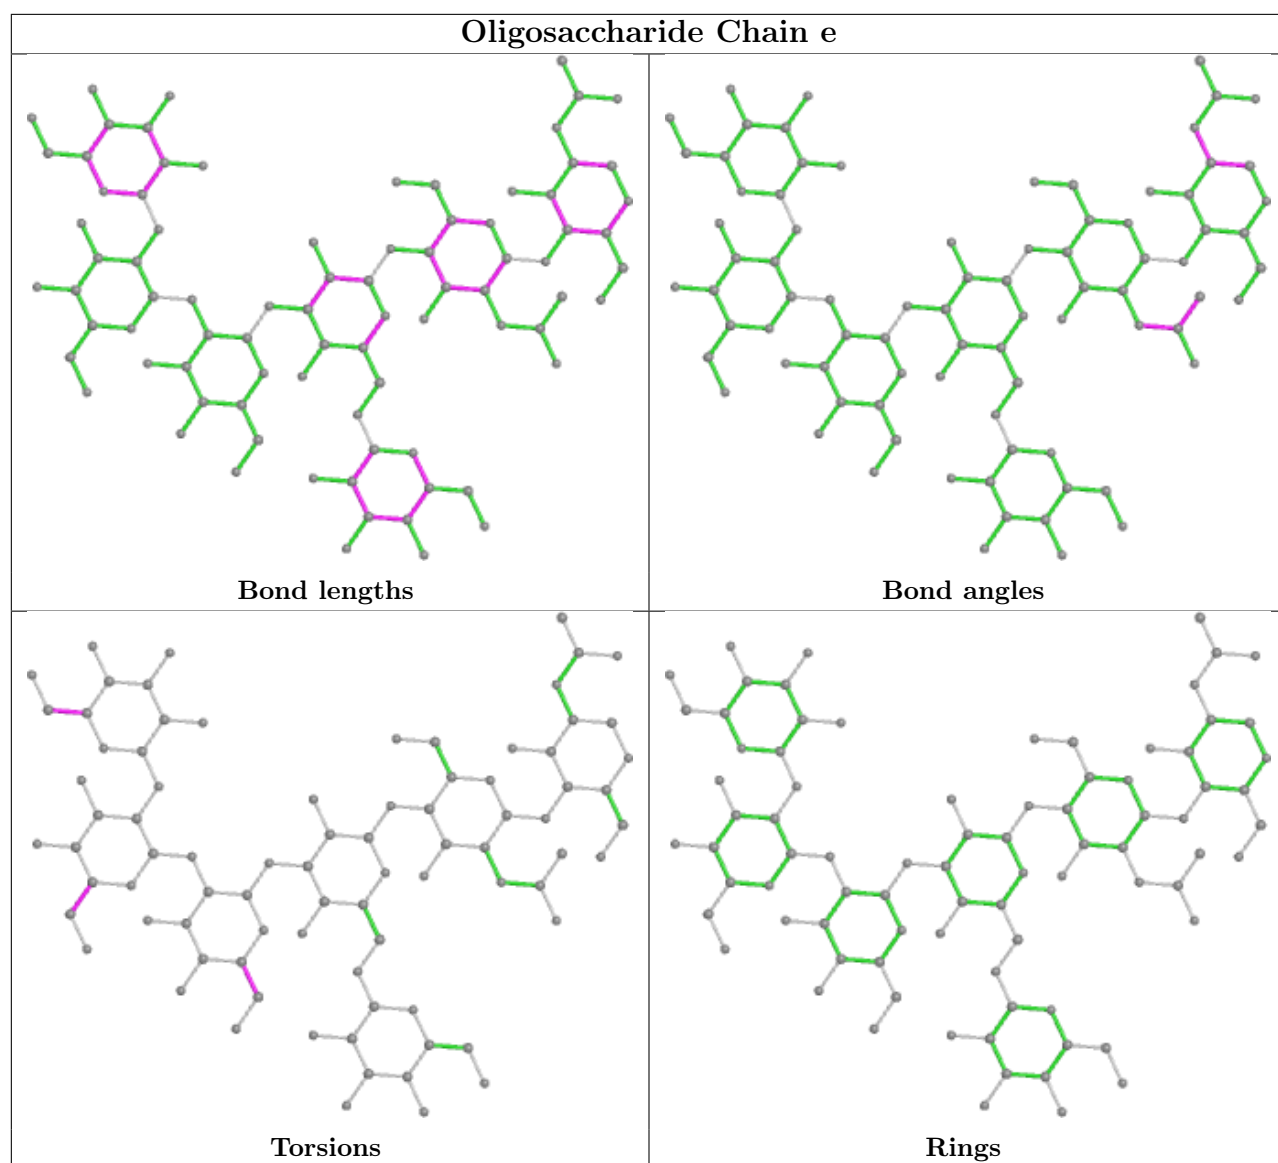 Oligosaccharide Chain e
Bond lengths
Bond angles
Torsions
Rings